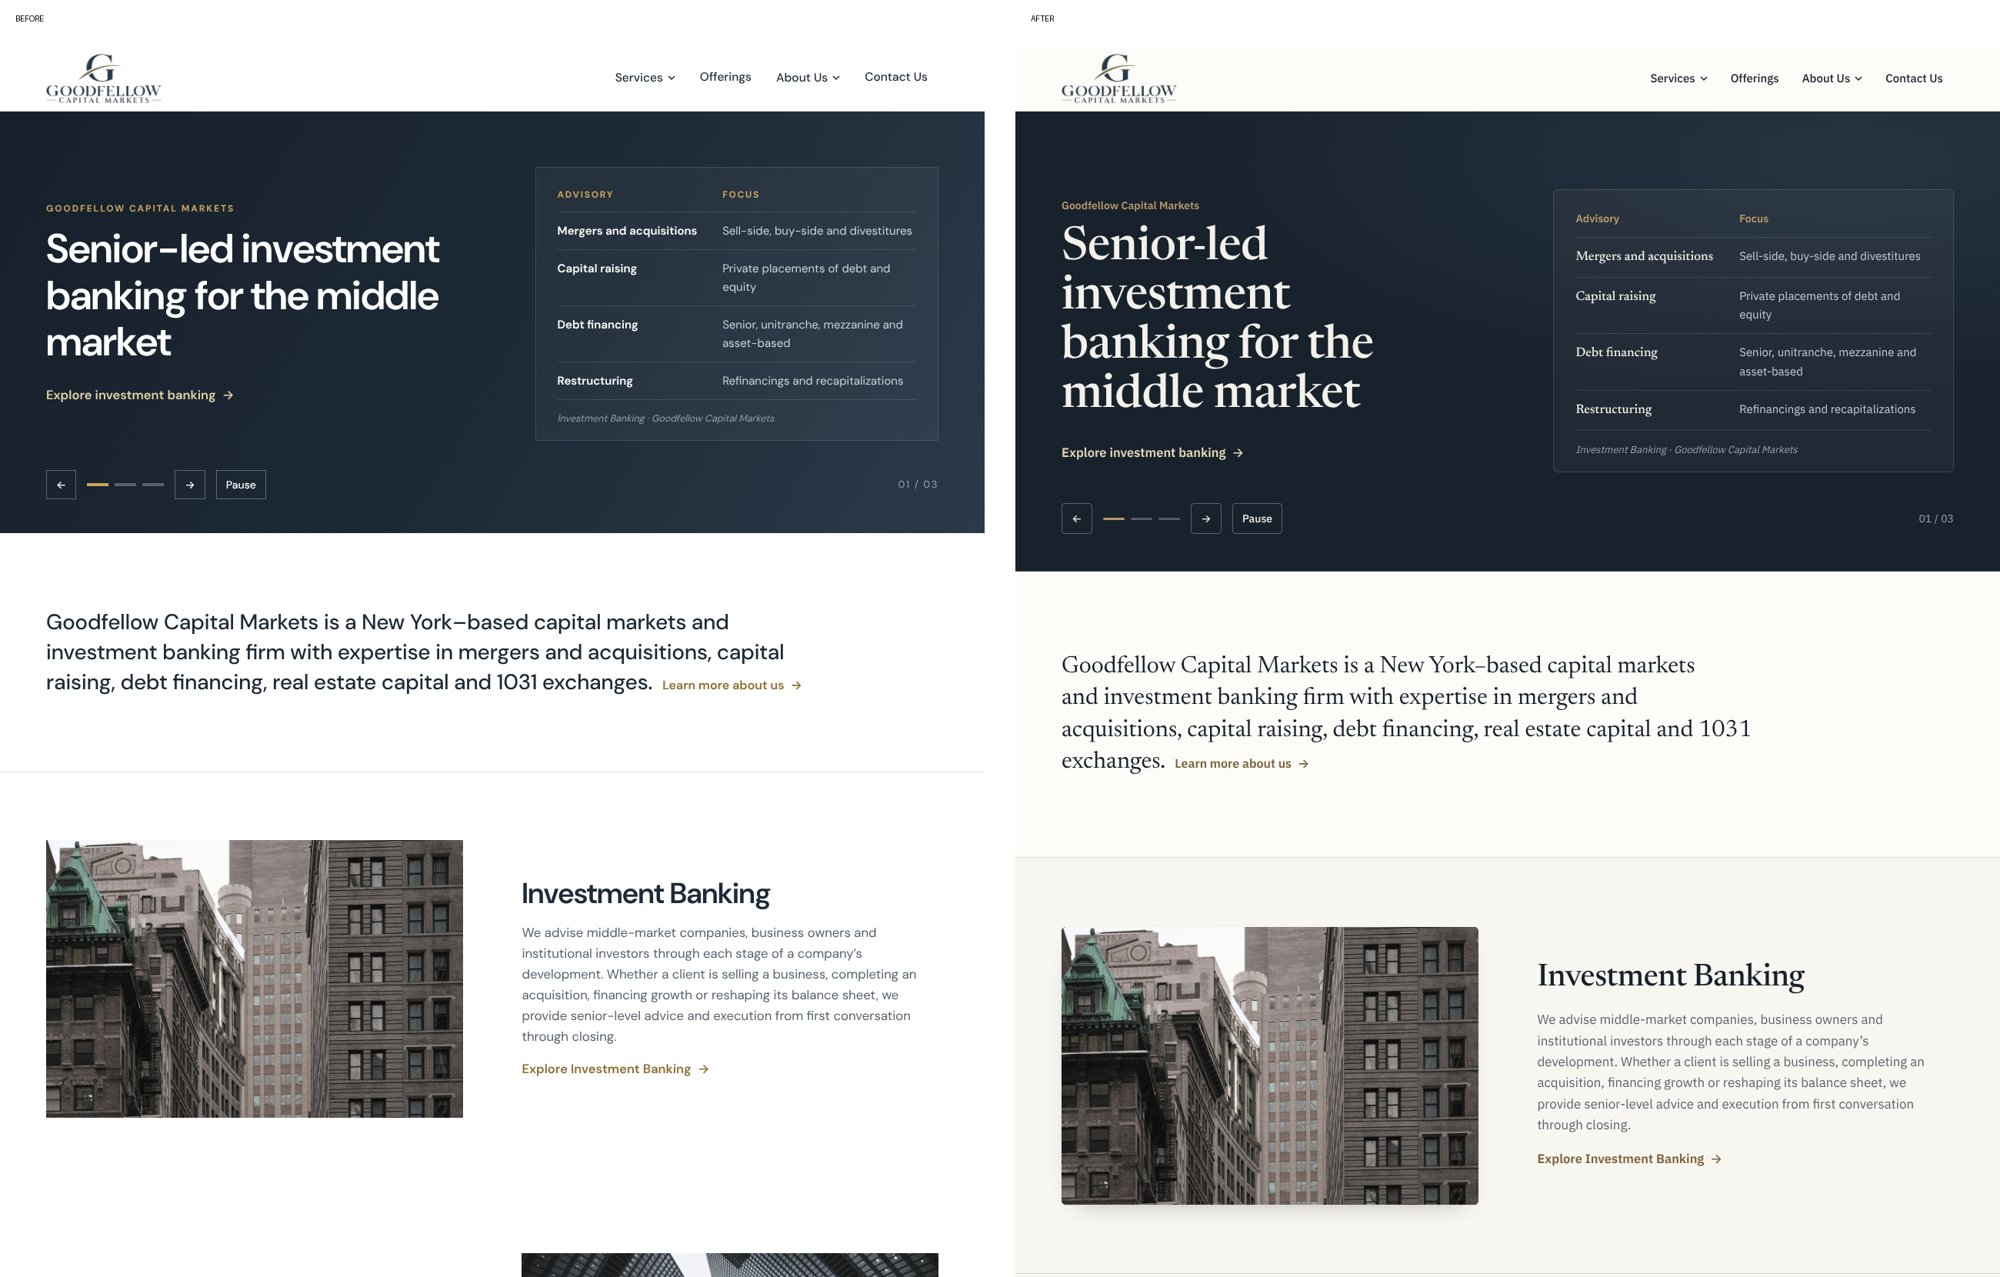 BEFORE
G
GOODFELLOW
CAPITAL MARKETS
Services
Offerings
About Us
Contact Us
GOODFELLOW CAPITAL MARKETS
Senior-led investment
banking for the middle
market
Explore investment banking →
ADVISORY FOCUS
Mergers and acquisitions Sell-side, buy-side and divestitures
Capital raising Private placements of debt and
equity
Debt financing Senior, unitranche, mezzanine and
asset-based
Restructuring Refinancings and recapitalizations
Investment Banking · Goodfellow Capital Markets
← → Pause
01 / 03
Goodfellow Capital Markets is a New York–based capital markets and
investment banking firm with expertise in mergers and acquisitions, capital
raising, debt financing, real estate capital and 1031 exchanges. Learn more about us →
Investment Banking
We advise middle-market companies, business owners and
institutional investors through each stage of a company’s
development. Whether a client is selling a business, completing an
acquisition, financing growth or reshaping its balance sheet, we
provide senior-level advice and execution from first conversation
through closing.
Explore Investment Banking →
AFTER
G
GOODFELLOW
CAPITAL MARKETS
Services
Offerings
About Us
Contact Us
Goodfellow Capital Markets
Senior-led
investment
banking for the
middle market
Explore investment banking →
Advisory Focus
Mergers and acquisitions Sell-side, buy-side and divestitures
Capital raising Private placements of debt and
equity
Debt financing Senior, unitranche, mezzanine and
asset-based
Restructuring Refinancings and recapitalizations
Investment Banking · Goodfellow Capital Markets
← → Pause
01 / 03
Goodfellow Capital Markets is a New York–based capital markets
and investment banking firm with expertise in mergers and
acquisitions, capital raising, debt financing, real estate capital and 1031
exchanges. Learn more about us →
Investment Banking
We advise middle-market companies, business owners and
institutional investors through each stage of a company’s
development. Whether a client is selling a business, completing an
acquisition, financing growth or reshaping its balance sheet, we
provide senior-level advice and execution from first conversation
through closing.
Explore Investment Banking →